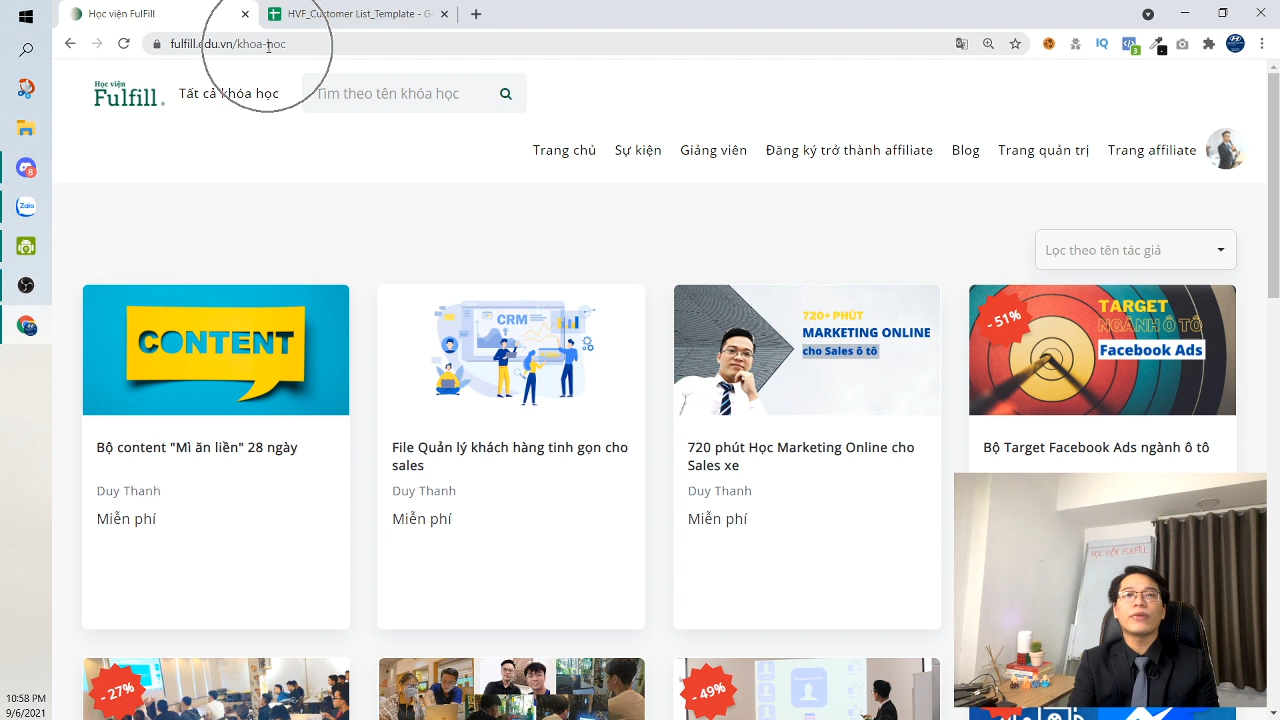 Học viện FulFill
HVF_Customer List_Template - G
fulfill.edu.vn/khoa-hoc
Học viện
Fulfill
Tất cả khóa học
Tìm theo tên khóa học
Trang chủ
Sự kiện
Giảng viên
Đăng ký trở thành affiliate
Blog
Trang quản trị
Trang affiliate
Lọc theo tên tác giả
CONTENT
CRM
720+ PHÚT
MARKETING ONLINE
cho Sales ô tô
- 51%
TARGET
NGÀNH Ô TÔ
Facebook Ads
Bộ content "Mì ăn liền" 28 ngày
Duy Thanh
Miễn phí
File Quản lý khách hàng tinh gọn cho
sales
Duy Thanh
Miễn phí
720 phút Học Marketing Online cho
Sales xe
Duy Thanh
Miễn phí
Bộ Target Facebook Ads ngành ô tô
HỌC VIỆN FULFILL
- 27%
- 49%
8
Zalo
IQ
3
10:58 PM
9/6/2021